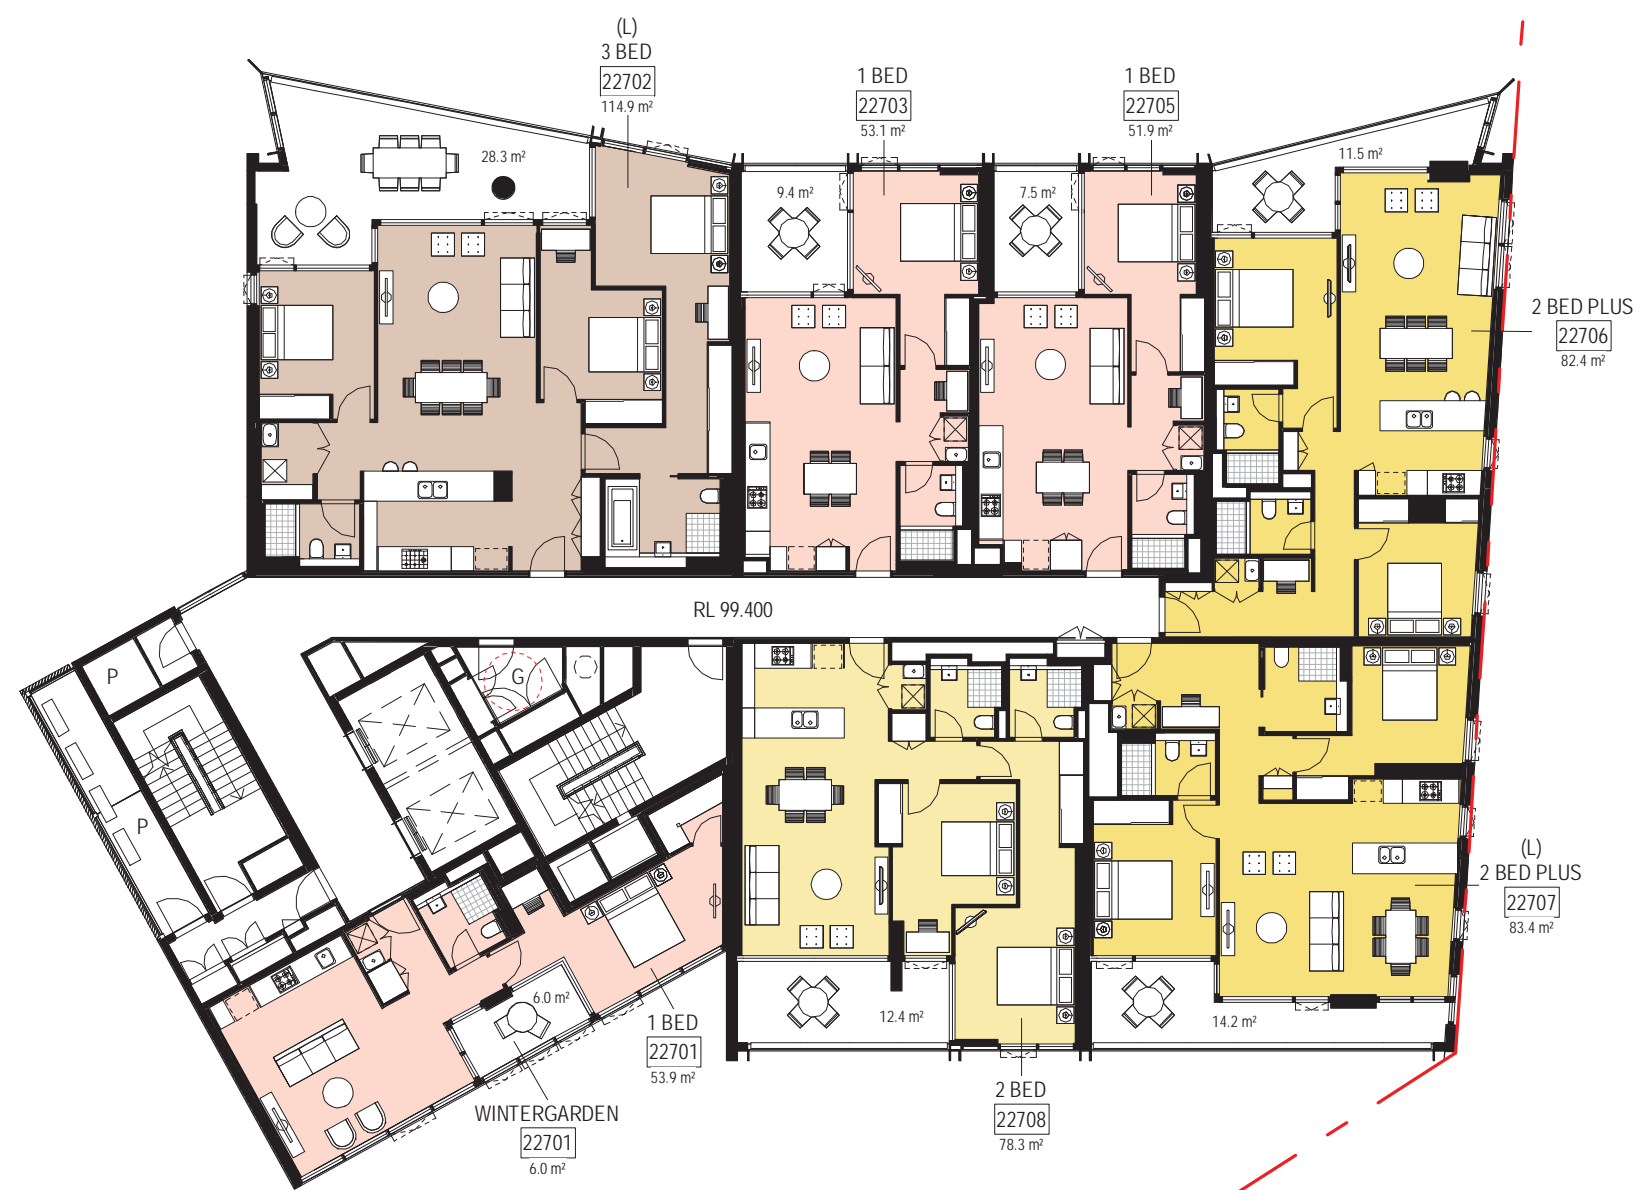 (L)
3 BED
22702
114.9 m²
1 BED
22703
53.1 m²
1 BED
22705
51.9 m²
28.3 m²
9.4 m²
7.5 m²
11.5 m²
2 BED PLUS
22706
82.4 m²
RL 99.400
P
G
P
(L)
2 BED PLUS
22707
83.4 m²
6.0 m²
12.4 m²
14.2 m²
1 BED
22701
53.9 m²
WINTERGARDEN
22701
6.0 m²
2 BED
22708
78.3 m²